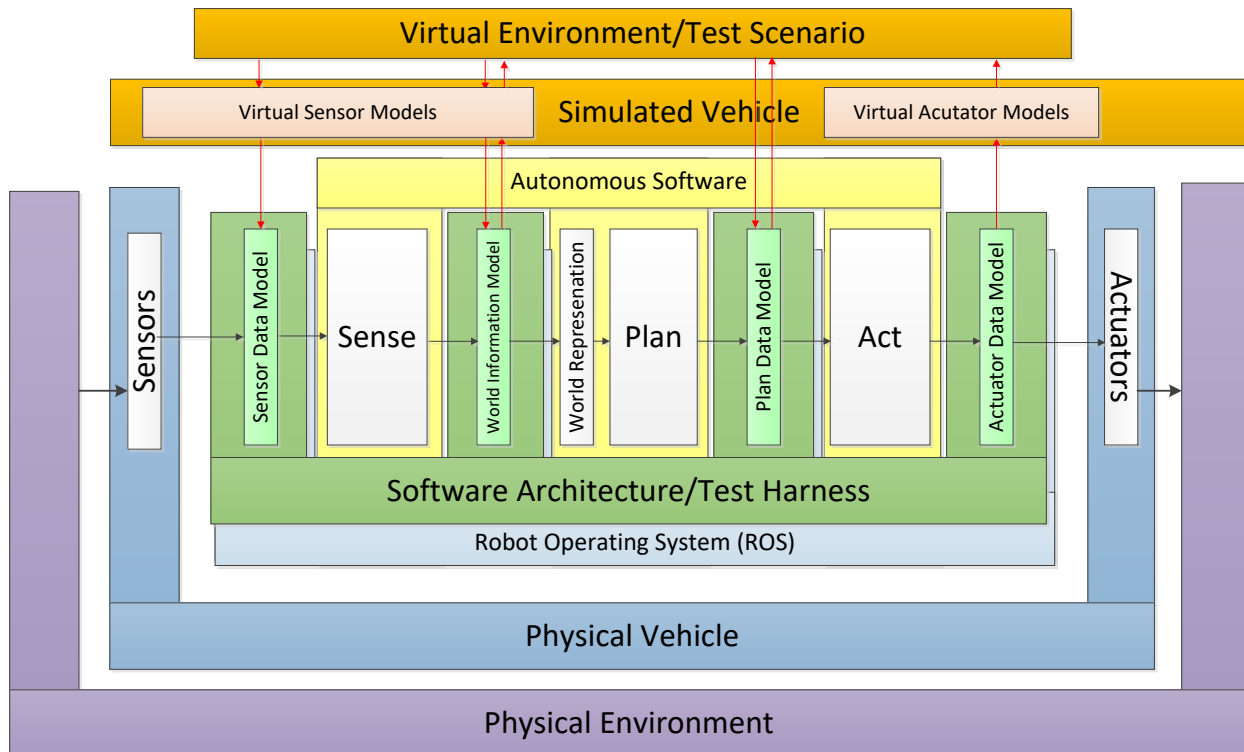 Virtual Environment/Test Scenario
Virtual Sensor Models
Simulated Vehicle
Virtual Acutator Models
Autonomous Software
Sensors
Sensor Data Model
Sense
World Information Model
World Represenation
Plan
Plan Data Model
Act
Actuator Data Model
Actuators
Software Architecture/Test Harness
Robot Operating System (ROS)
Physical Vehicle
Physical Environment